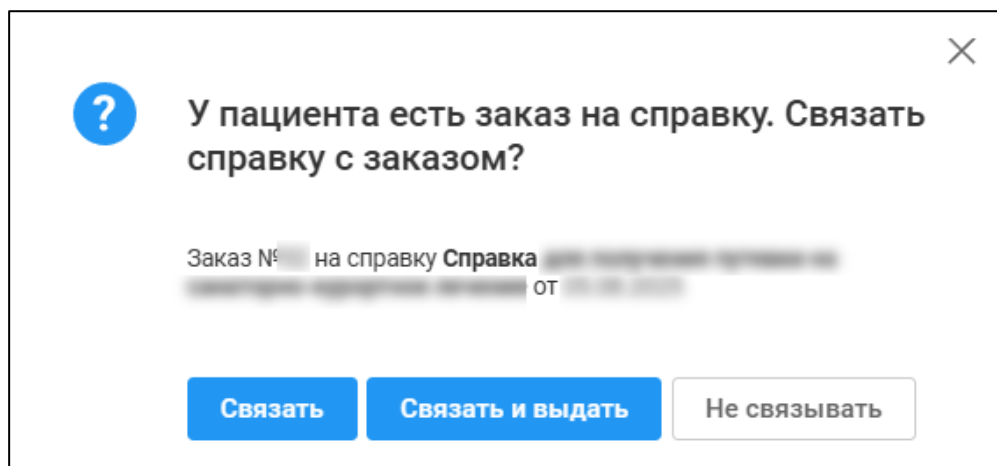 У пациента есть заказ на справку. Связать
справку с заказом?
Заказ № на справку Справка
от
Связать Связать и выдать Не связывать